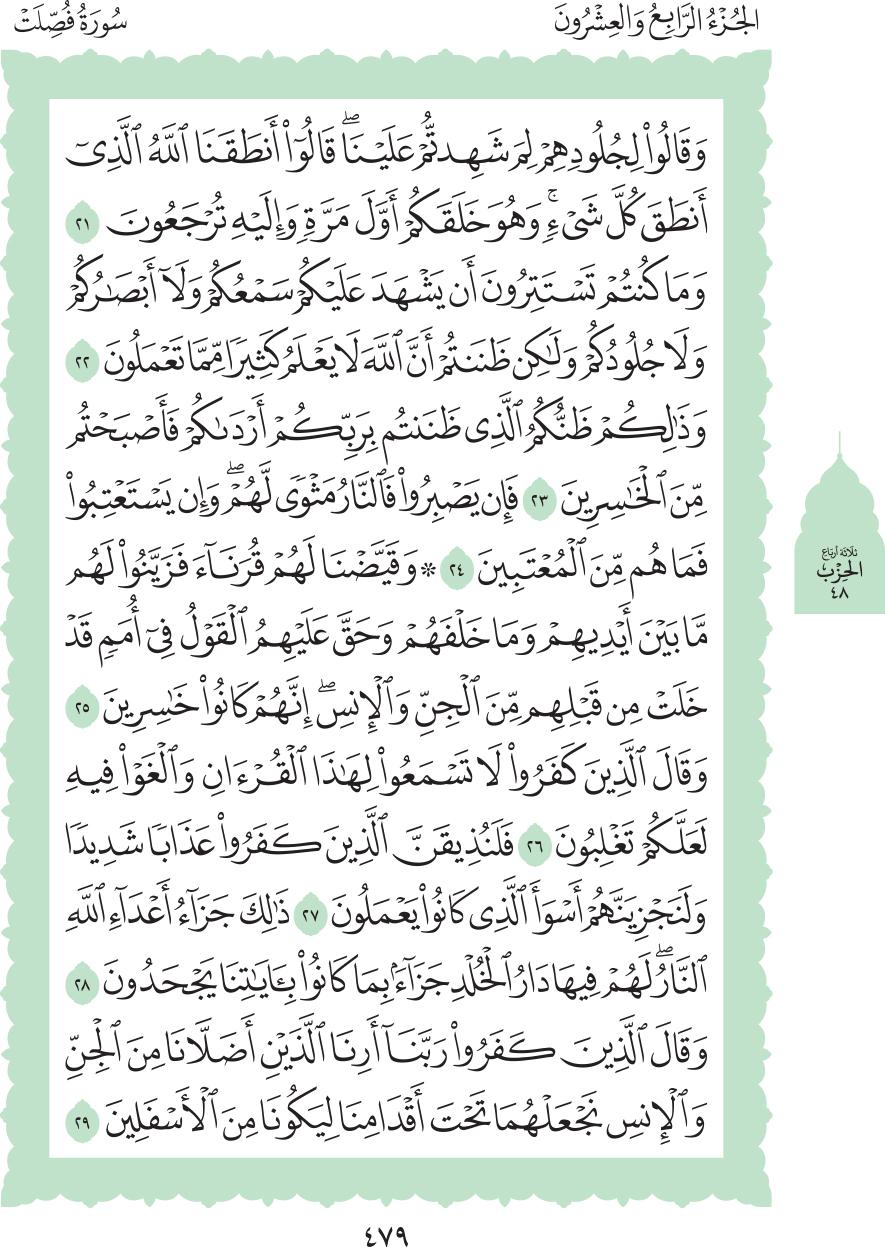 الجُزْءُ الرَّابِعُ وَالعِشْرُونَ
سُورَةُ فُصِّلَتْ
وَقَالُوا۟ لِجُلُودِهِمْ لِمَ شَهِدتُّمْ عَلَيْنَا ۖ قَالُوٓا۟ أَنطَقَنَا ٱللَّهُ ٱلَّذِىٓ
أَنطَقَ كُلَّ شَىْءٍ ۚ وَهُوَ خَلَقَكُمْ أَوَّلَ مَرَّةٍ وَإِلَيْهِ تُرْجَعُونَ ٢١
وَمَا كُنتُمْ تَسْتَتِرُونَ أَن يَشْهَدَ عَلَيْكُمْ سَمْعُكُمْ وَلَآ أَبْصَـٰرُكُمْ
وَلَا جُلُودُكُمْ وَلَـٰكِن ظَنَنتُمْ أَنَّ ٱللَّهَ لَا يَعْلَمُ كَثِيرًا مِّمَّا تَعْمَلُونَ ٢٢
وَذَٰلِكُمْ ظَنُّكُمُ ٱلَّذِى ظَنَنتُم بِرَبِّكُمْ أَرْدَىٰكُمْ فَأَصْبَحْتُم
مِّنَ ٱلْخَـٰسِرِينَ ٢٣ فَإِن يَصْبِرُوا۟ فَٱلنَّارُ مَثْوًى لَّهُمْ ۖ وَإِن يَسْتَعْتِبُوا۟
فَمَا هُم مِّنَ ٱلْمُعْتَبِينَ ٢٤ ۞ وَقَيَّضْنَا لَهُمْ قُرَنَآءَ فَزَيَّنُوا۟ لَهُم
مَّا بَيْنَ أَيْدِيهِمْ وَمَا خَلْفَهُمْ وَحَقَّ عَلَيْهِمُ ٱلْقَوْلُ فِىٓ أُمَمٍ قَدْ
خَلَتْ مِن قَبْلِهِم مِّنَ ٱلْجِنِّ وَٱلْإِنسِ ۖ إِنَّهُمْ كَانُوا۟ خَـٰسِرِينَ ٢٥
وَقَالَ ٱلَّذِينَ كَفَرُوا۟ لَا تَسْمَعُوا۟ لِهَـٰذَا ٱلْقُرْءَانِ وَٱلْغَوْا۟ فِيهِ
لَعَلَّكُمْ تَغْلِبُونَ ٢٦ فَلَنُذِيقَنَّ ٱلَّذِينَ كَفَرُوا۟ عَذَابًا شَدِيدًا
وَلَنَجْزِيَنَّهُمْ أَسْوَأَ ٱلَّذِى كَانُوا۟ يَعْمَلُونَ ٢٧ ذَٰلِكَ جَزَآءُ أَعْدَآءِ ٱللَّهِ
ٱلنَّارُ ۖ لَهُمْ فِيهَا دَارُ ٱلْخُلْدِ جَزَآءًۢ بِمَا كَانُوا۟ بِـَٔايَـٰتِنَا يَجْحَدُونَ ٢٨
وَقَالَ ٱلَّذِينَ كَفَرُوا۟ رَبَّنَآ أَرِنَا ٱلَّذَيْنِ أَضَلَّانَا مِنَ ٱلْجِنِّ
وَٱلْإِنسِ نَجْعَلْهُمَا تَحْتَ أَقْدَامِنَا لِيَكُونَا مِنَ ٱلْأَسْفَلِينَ ٢٩
ثَلَاثَة أَربَاع
الحِزْب
٤٨
٤٧٩